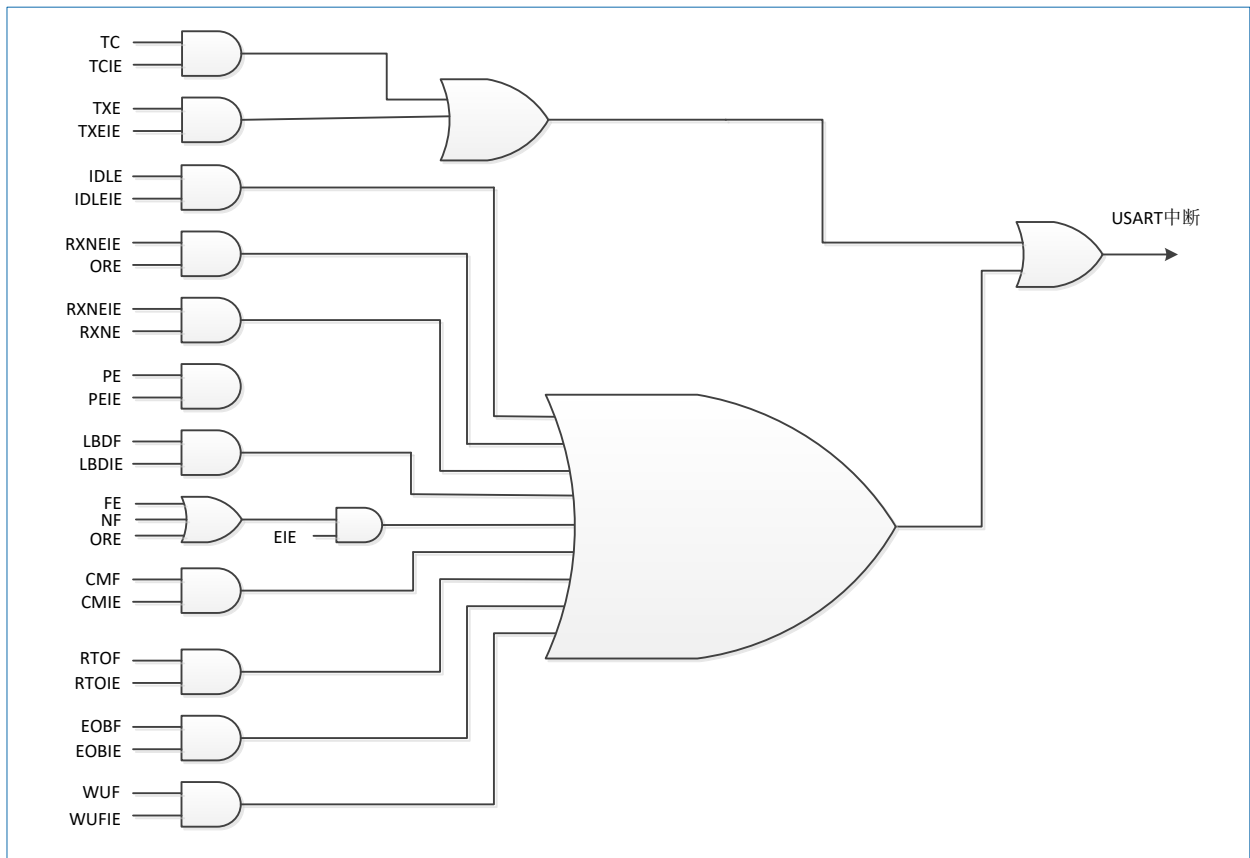 TC
TCIE
TXE
TXEIE
IDLE
IDLEIE
RXNEIE
ORE
RXNEIE
RXNE
PE
PEIE
LBDF
LBDIE
FE
NF
ORE
EIE
CMF
CMIE
RTOF
RTOIE
EOBF
EOBIE
WUF
WUFIE
USART中断